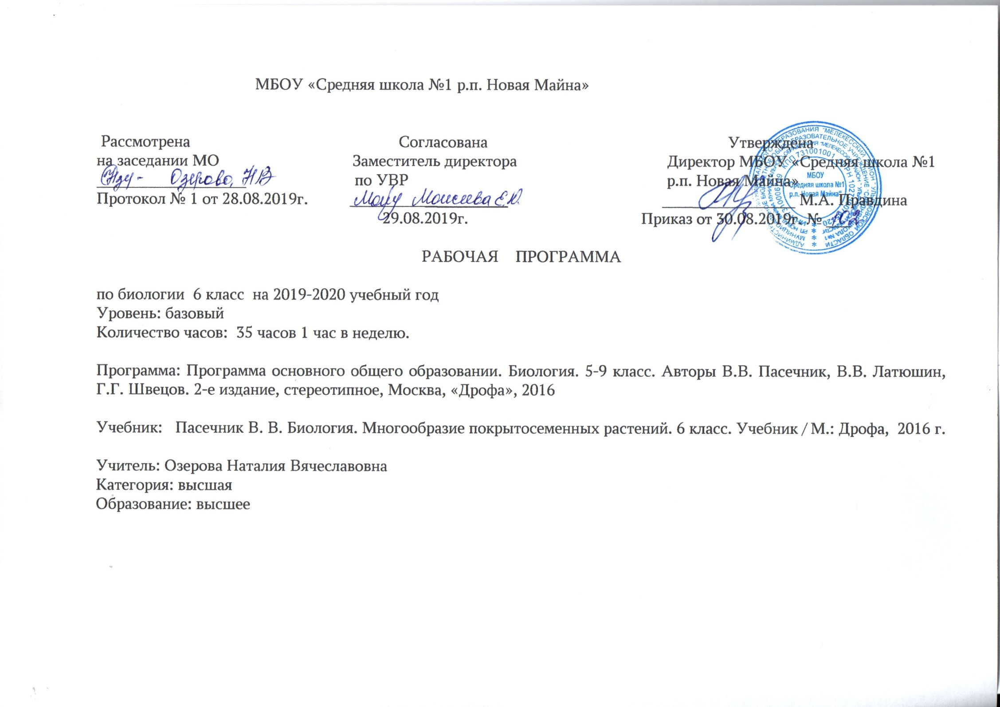 МБОУ «Средняя школа №1 р.п. Новая Майна»
Рассмотрена
на заседании МО
Озерова Н.В
Протокол № 1 от 28.08.2019г.
Согласована
Заместитель директора
по УВР
Моисеева Е.Ю.
29.08.2019г.
Утверждена
Директор МБОУ «Средняя школа №1
р.п. Новая Майна»
М.А. Правдина
Приказ от 30.08.2019г. №
МБОУ
"Средняя школа №1
р.п. Новая Майна"
КПП 731001001
РАБОЧАЯ ПРОГРАММА
по биологии 6 класс на 2019-2020 учебный год
Уровень: базовый
Количество часов: 35 часов 1 час в неделю.
Программа: Программа основного общего образовании. Биология. 5-9 класс. Авторы В.В. Пасечник, В.В. Латюшин,
Г.Г. Швецов. 2-е издание, стереотипное, Москва, «Дрофа», 2016
Учебник: Пасечник В. В. Биология. Многообразие покрытосеменных растений. 6 класс. Учебник / М.: Дрофа, 2016 г.
Учитель: Озерова Наталия Вячеславовна
Категория: высшая
Образование: высшее